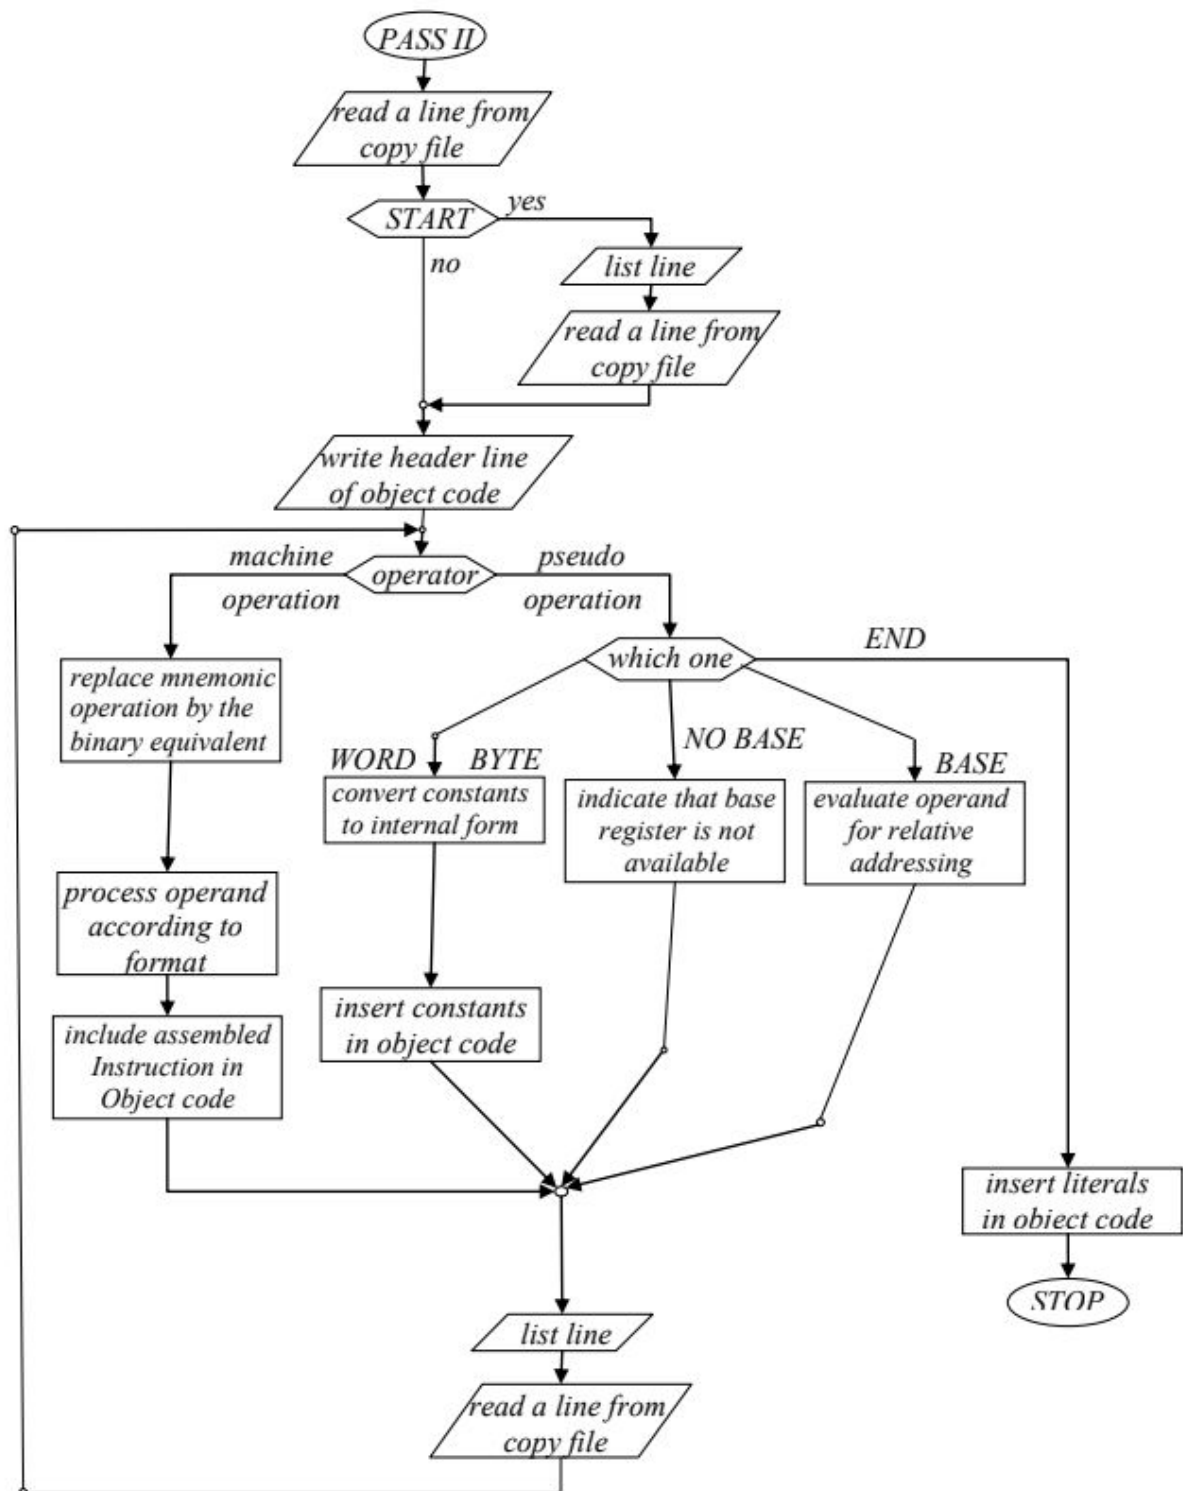 PASS II
read a line from
copy file
START
yes
no
list line
read a line from
copy file
write header line
of object code
machine
operation
operator
pseudo
operation
which one
END
replace mnemonic
operation by the
binary equivalent
WORD BYTE
NO BASE
BASE
convert constants
to internal form
indicate that base
register is not
available
evaluate operand
for relative
addressing
process operand
according to
format
insert constants
in object code
include assembled
Instruction in
Object code
insert literals
in object code
STOP
list line
read a line from
copy file